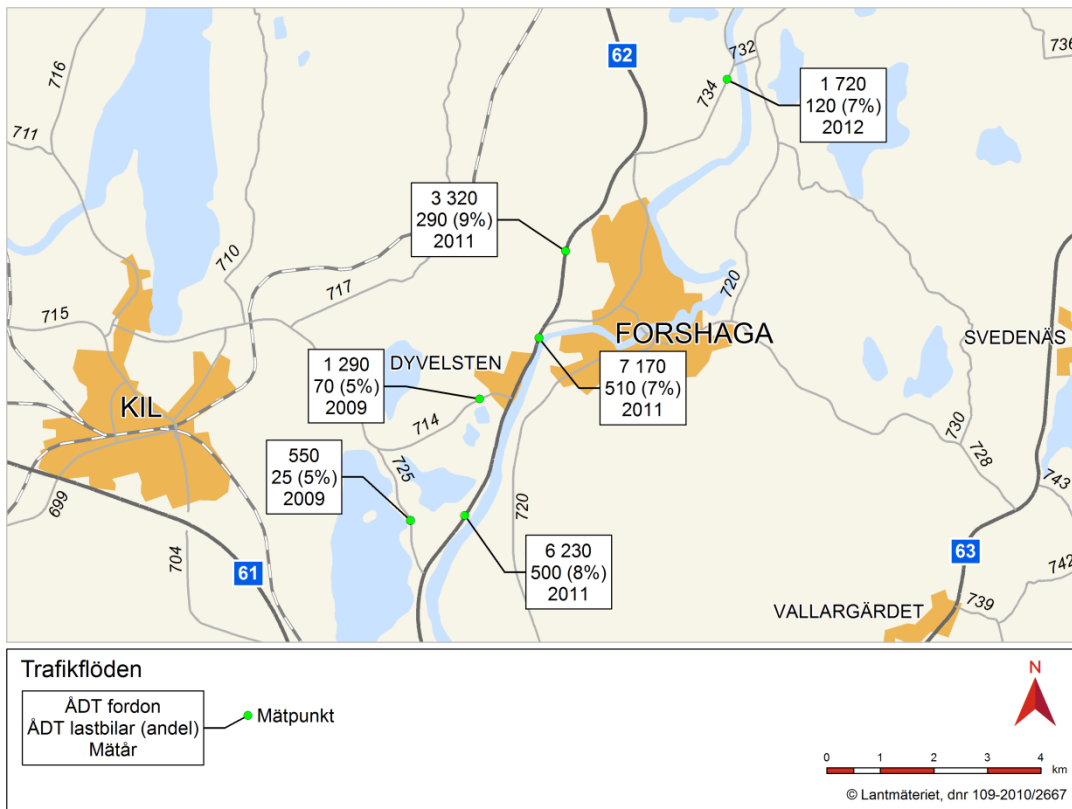 62
732
736
716
734
1 720
120 (7%)
2012
711
3 320
290 (9%)
2011
710
720
717
715
FORSHAGA
SVEDENÄS
DYVELSTEN
1 290
70 (5%)
2009
7 170
510 (7%)
2011
KIL
714
730
550
25 (5%)
2009
725
728
743
699
720
704
6 230
500 (8%)
2011
61
63
742
739
VALLARGÄRDET
Trafikflöden
ÅDT fordon
ÅDT lastbilar (andel)
Mätår
Mätpunkt
N
0 1 2 3 4
km
© Lantmäteriet, dnr 109-2010/2667